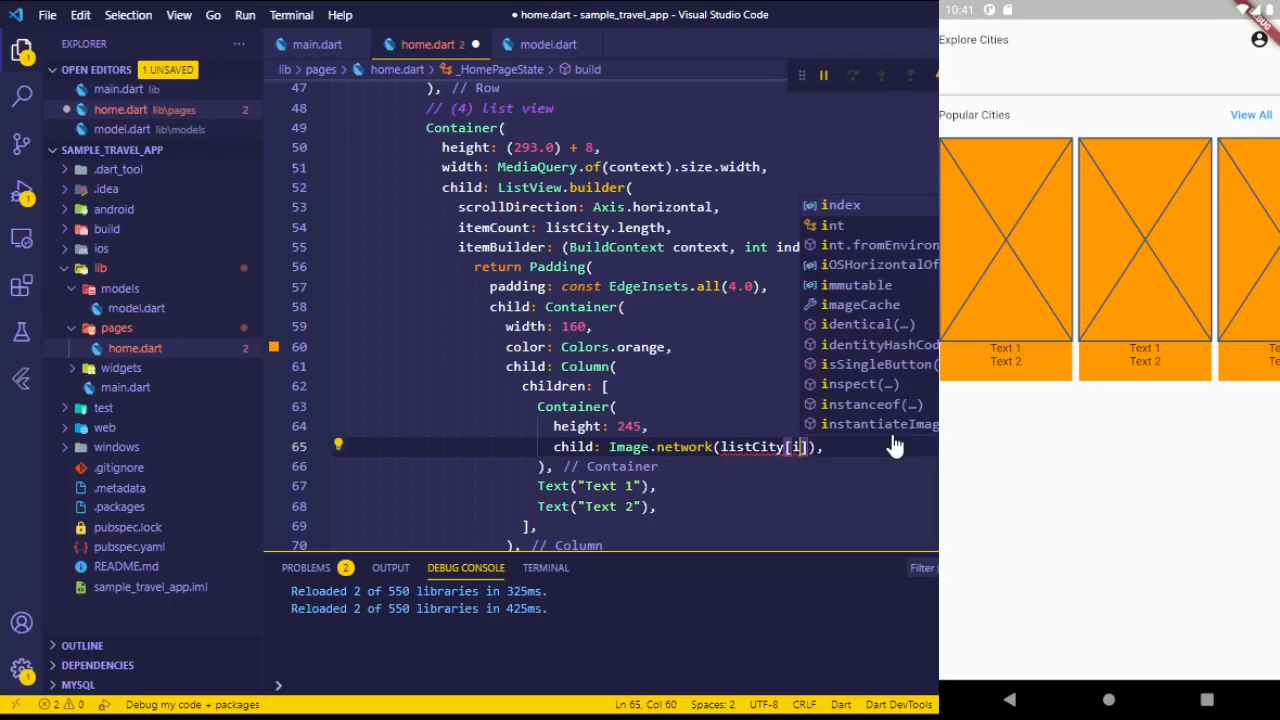 File Edit Selection View Go Run Terminal Help
● home.dart - sample_travel_app - Visual Studio Code
EXPLORER
OPEN EDITORS 1 UNSAVED
main.dart lib
home.dart lib\pages 2
model.dart lib\models
SAMPLE_TRAVEL_APP
.dart_tool
.idea
android
build
ios
lib
models
model.dart
pages
home.dart 2
widgets
main.dart
test
web
windows
.gitignore
.metadata
.packages
pubspec.lock
pubspec.yaml
README.md
sample_travel_app.iml
OUTLINE
DEPENDENCIES
MYSQL
main.dart home.dart 2 model.dart
lib > pages > home.dart > _HomePageState > build
47 ), // Row
48 // (4) list view
49 Container(
50 height: (293.0) + 8,
51 width: MediaQuery.of(context).size.width,
52 child: ListView.builder(
53 scrollDirection: Axis.horizontal,
54 itemCount: listCity.length,
55 itemBuilder: (BuildContext context, int ind
56 return Padding(
57 padding: const EdgeInsets.all(4.0),
58 child: Container(
59 width: 160,
60 color: Colors.orange,
61 child: Column(
62 children: [
63 Container(
64 height: 245,
65 child: Image.network(listCity[i]),
66 ), // Container
67 Text("Text 1"),
68 Text("Text 2"),
69 ],
70 ), // Column
index
int
int.fromEnviron
iOSHorizontalOf
immutable
imageCache
identical(…)
identityHashCod
isSingleButton(
inspect(…)
instanceof(…)
instantiateImag
PROBLEMS 2 OUTPUT DEBUG CONSOLE TERMINAL Filter
Reloaded 2 of 550 libraries in 325ms.
Reloaded 2 of 550 libraries in 425ms.
2 0 Debug my code + packages Ln 65, Col 60 Spaces: 2 UTF-8 CRLF Dart Dart DevTools
10:41
DEBUG
Explore Cities
Popular Cities View All
Text 1 Text 1 Te
Text 2 Text 2 Te